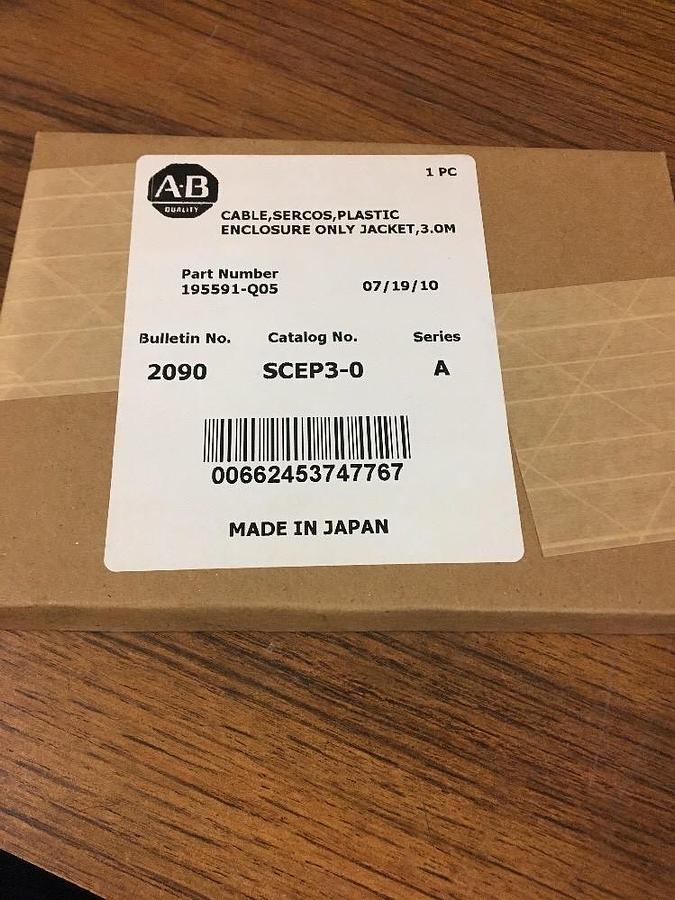 A·B
QUALITY
1 PC
CABLE,SERCOS,PLASTIC
ENCLOSURE ONLY JACKET,3.0M
Part Number
195591-Q05
07/19/10
Bulletin No. Catalog No. Series
2090 SCEP3-0 A
00662453747767
MADE IN JAPAN